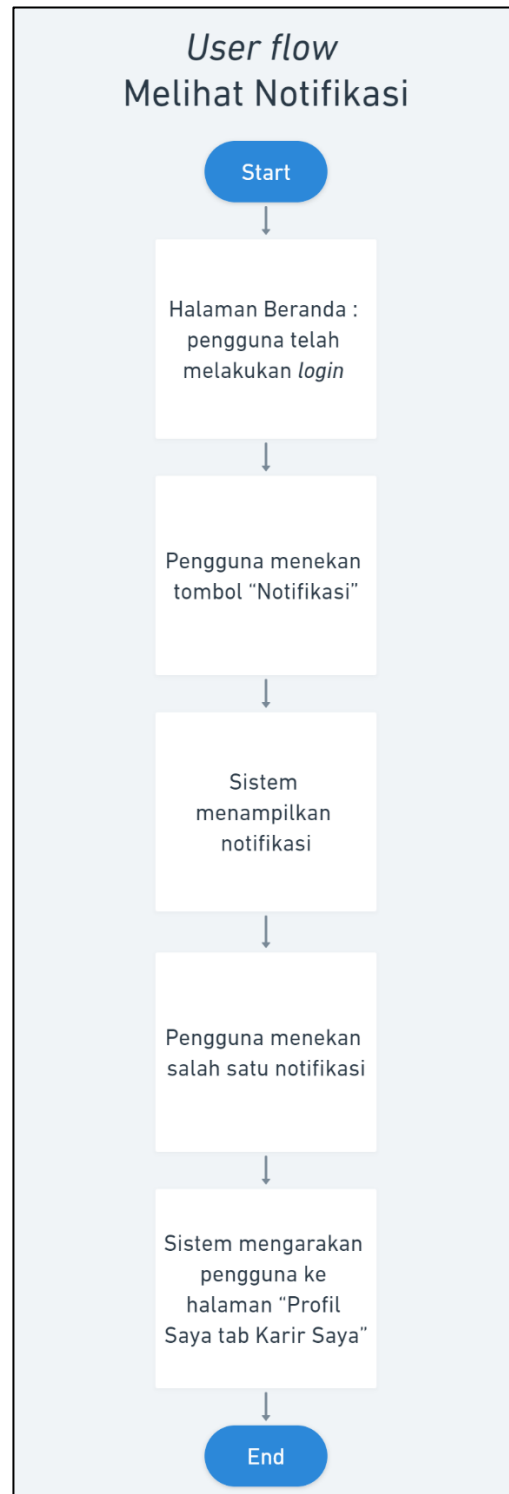 User flow
Melihat Notifikasi
Start
Halaman Beranda :
pengguna telah
melakukan login
Pengguna menekan
tombol “Notifikasi”
Sistem
menampilkan
notifikasi
Pengguna menekan
salah satu notifikasi
Sistem mengarakan
pengguna ke
halaman “Profil
Saya tab Karir Saya”
End